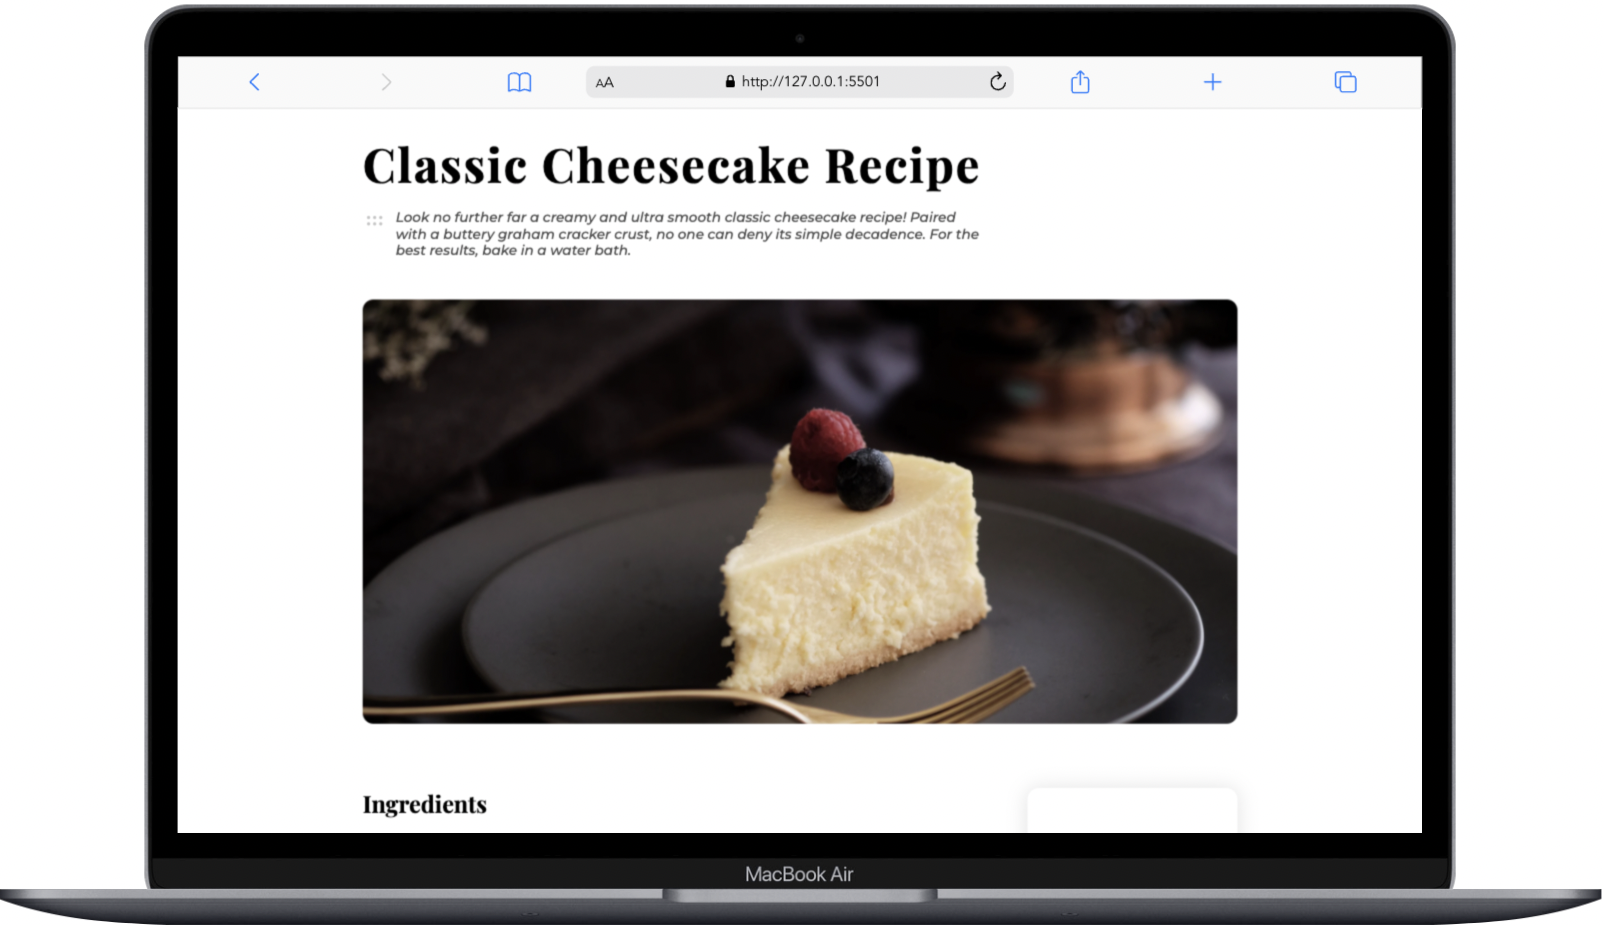 AA
http://127.0.0.1:5501
Classic Cheesecake Recipe
Look no further far a creamy and ultra smooth classic cheesecake recipe! Paired
with a buttery graham cracker crust, no one can deny its simple decadence. For the
best results, bake in a water bath.
Ingredients
MacBook Air